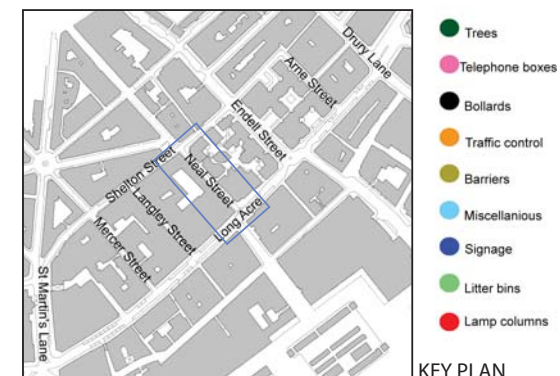 Drury Lane
Arne Street
Endell Street
Neal Street
Shelton Street
Langley Street
Long Acre
Mercer Street
St Martin's Lane
Trees
Telephone boxes
Bollards
Traffic control
Barriers
Miscellanious
Signage
Litter bins
Lamp columns
KEY PLAN